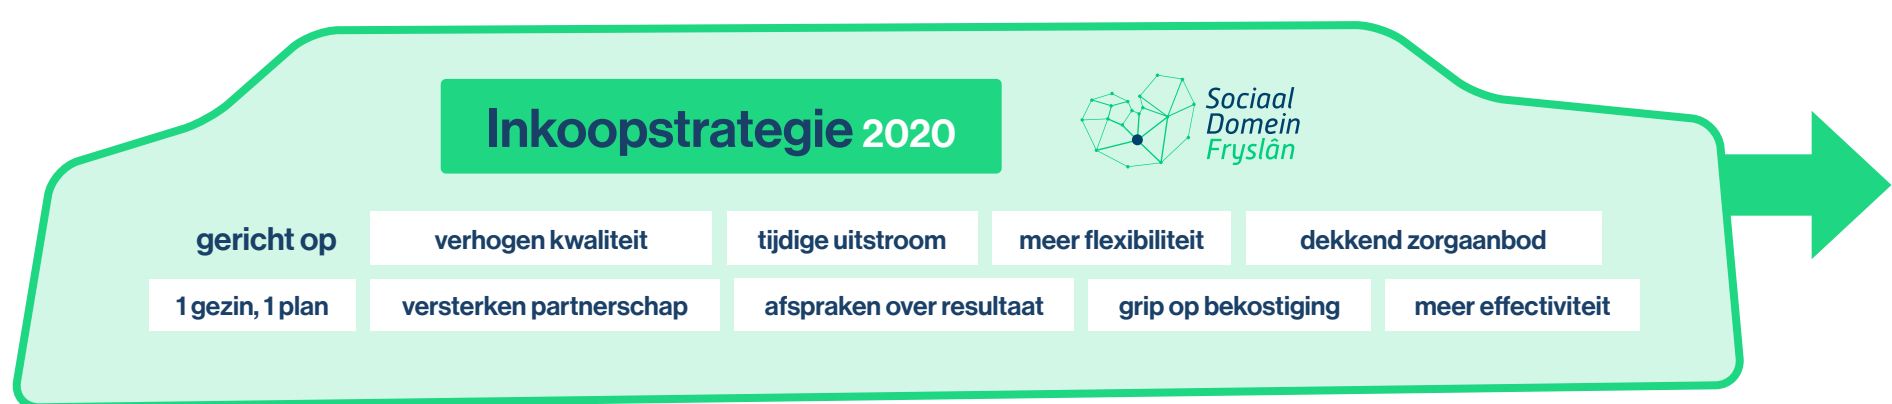 Inkoopstrategie 2020
Sociaal
Domein
Fryslân
gericht op
verhogen kwaliteit
tijdige uitstroom
meer flexibiliteit
dekkend zorgaanbod
1 gezin, 1 plan
versterken partnerschap
afspraken over resultaat
grip op bekostiging
meer effectiviteit